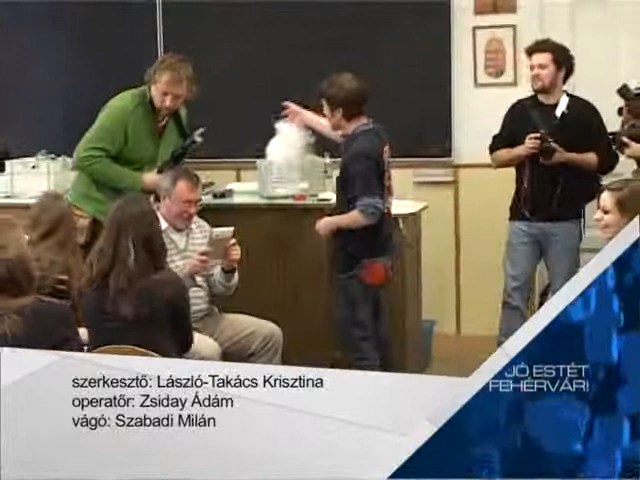 szerkesztő: László-Takács Krisztina
operatőr: Zsiday Ádám
vágó: Szabadi Milán
JÓ ESTÉT
FEHÉRVÁR!